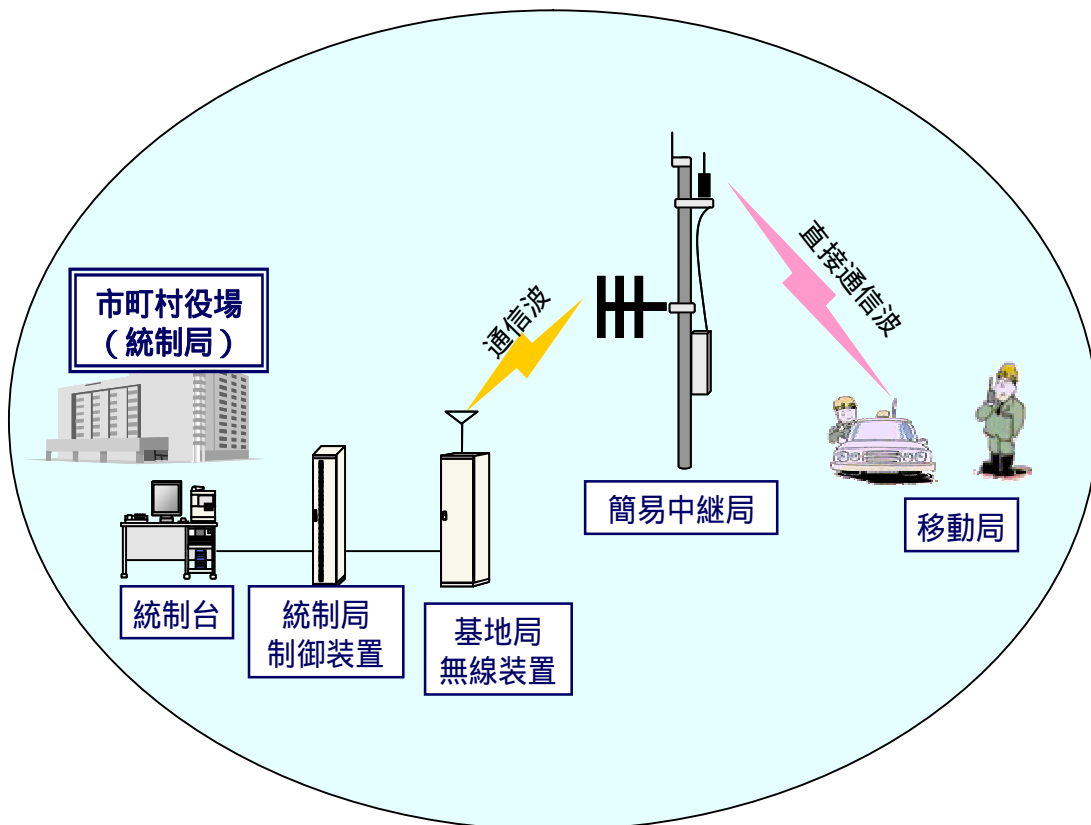 市町村役場
（統制局）
通信波
直接通信波
簡易中継局
移動局
統制台
統制局
制御装置
基地局
無線装置